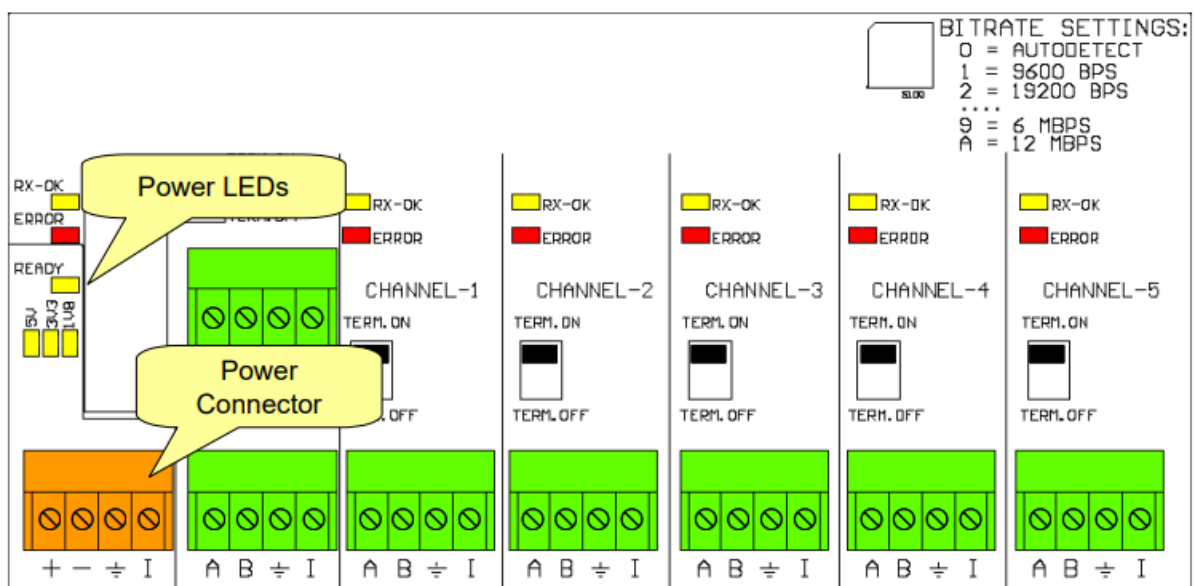 BITRATE SETTINGS:
0 = AUTODETECT
1 = 9600 BPS
2 = 19200 BPS
....
9 = 6 MBPS
A = 12 MBPS
S100
Power LEDs
RX-OK
ERROR
READY
5V
3V3
1V8
RX-OK
ERROR
CHANNEL-1
TERM.ON
TERM.OFF
RX-OK
ERROR
CHANNEL-2
TERM.ON
TERM.OFF
RX-OK
ERROR
CHANNEL-3
TERM.ON
TERM.OFF
RX-OK
ERROR
CHANNEL-4
TERM.ON
TERM.OFF
RX-OK
ERROR
CHANNEL-5
TERM.ON
TERM.OFF
Power
Connector
+ − ⏚ I
A B ⏚ I
A B ⏚ I
A B ⏚ I
A B ⏚ I
A B ⏚ I
A B ⏚ I